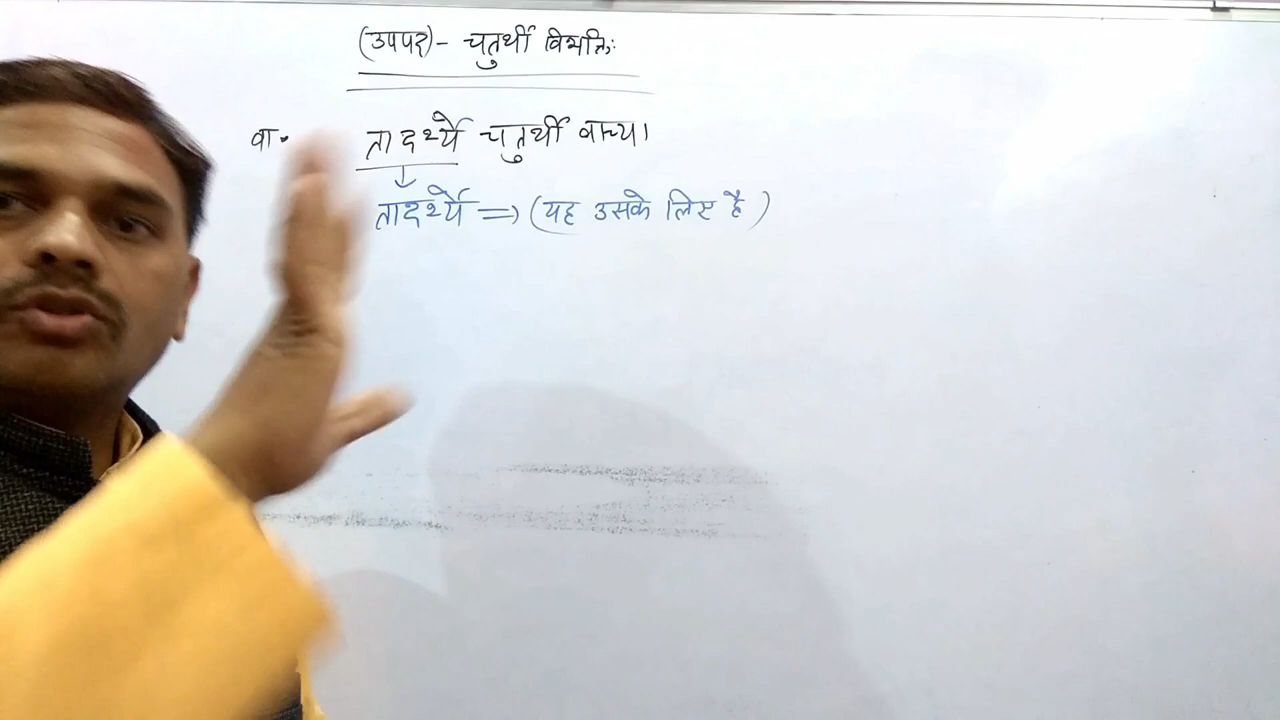 (उपपद)- चतुर्थी विभक्तिः
वा. तादर्थ्ये चतुर्थी वाच्या।
तादर्थ्ये => (यह उसके लिए है)